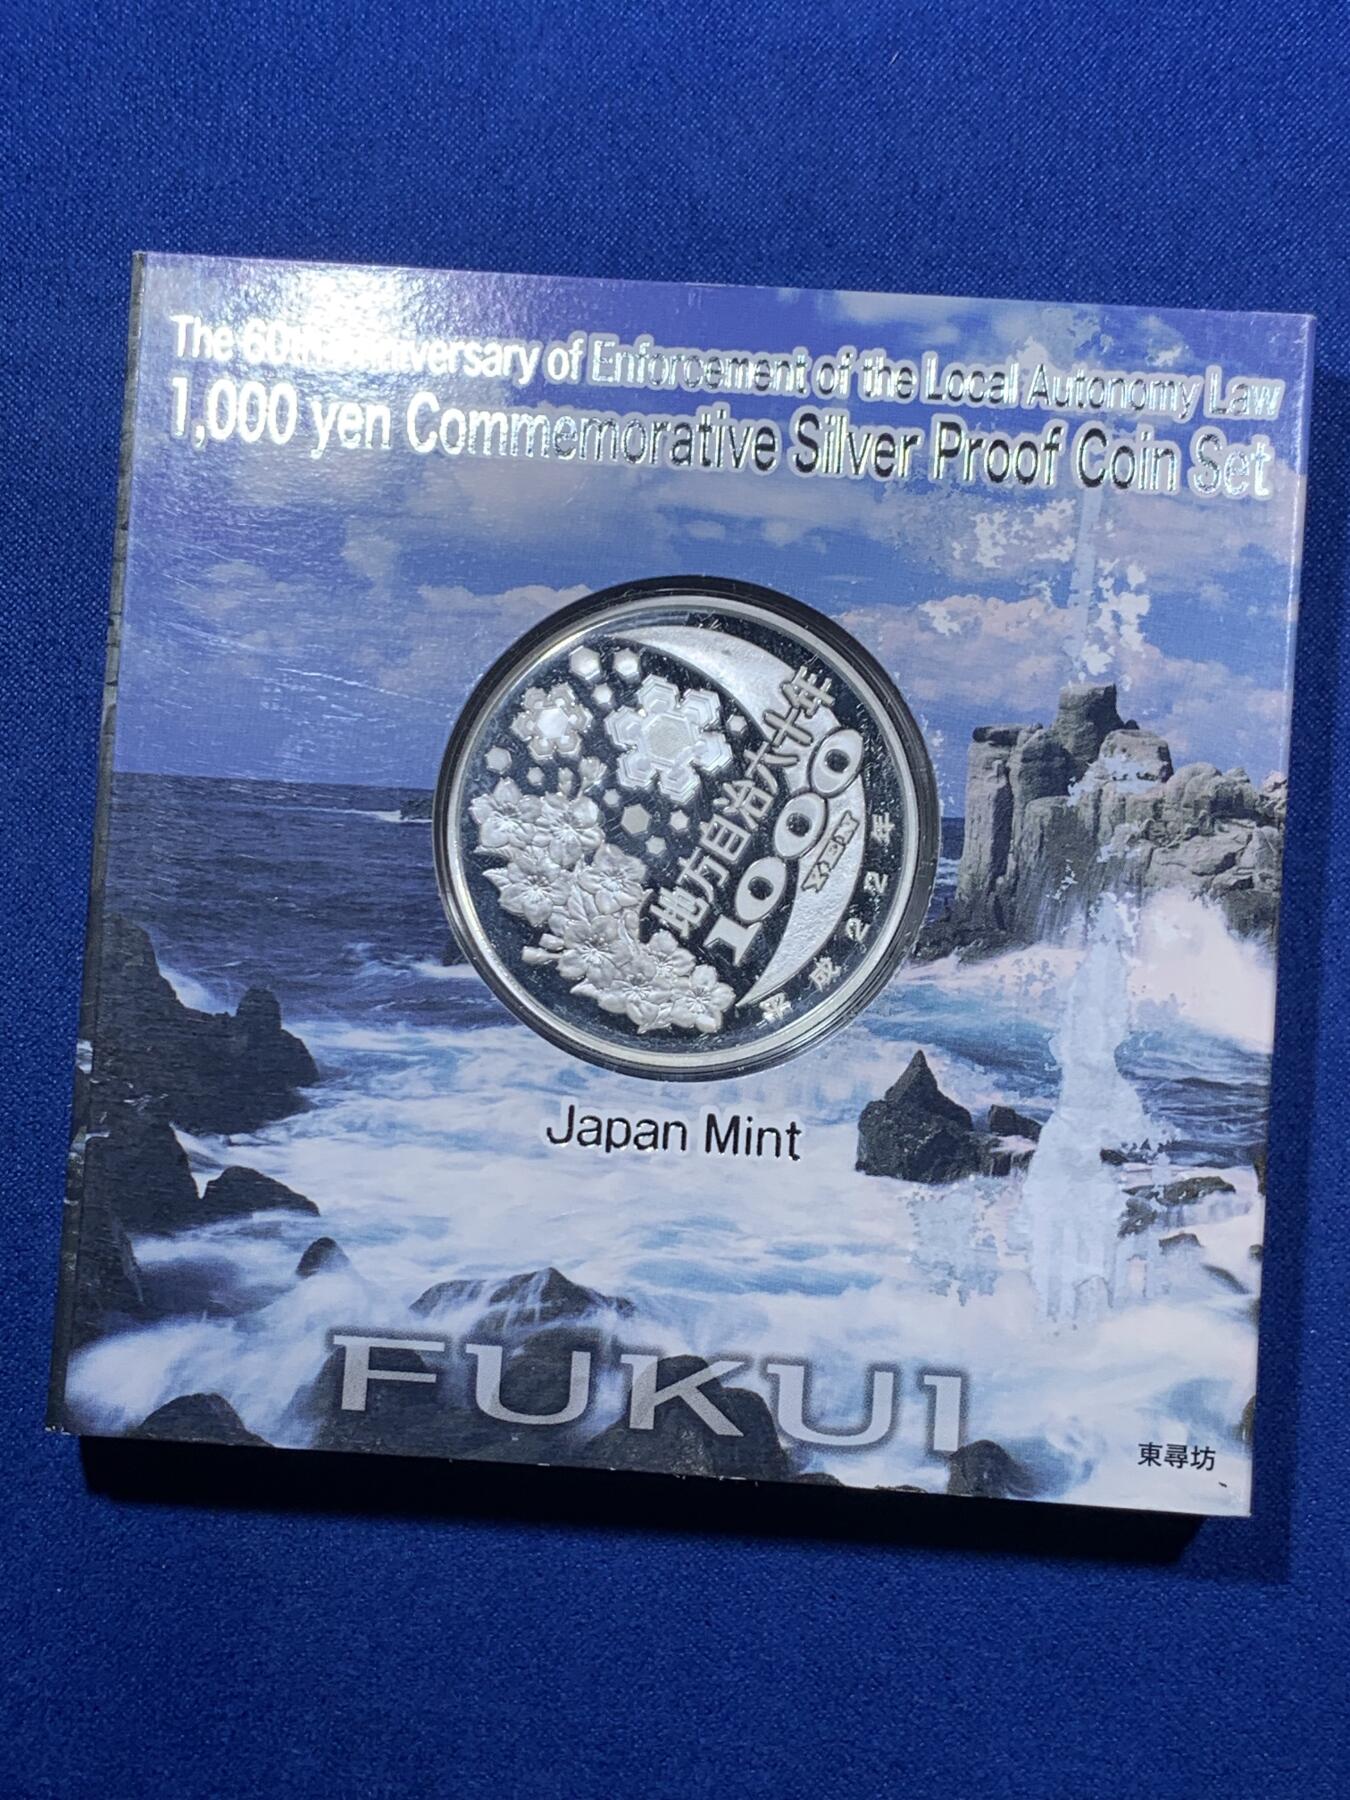 The 60th Anniversary of Enforcement of the Local Autonomy Law
1,000 yen Commemorative Silver Proof Coin Set
地方自治六十年
1000
YEN
平成22年
Japan Mint
FUKUI
東尋坊